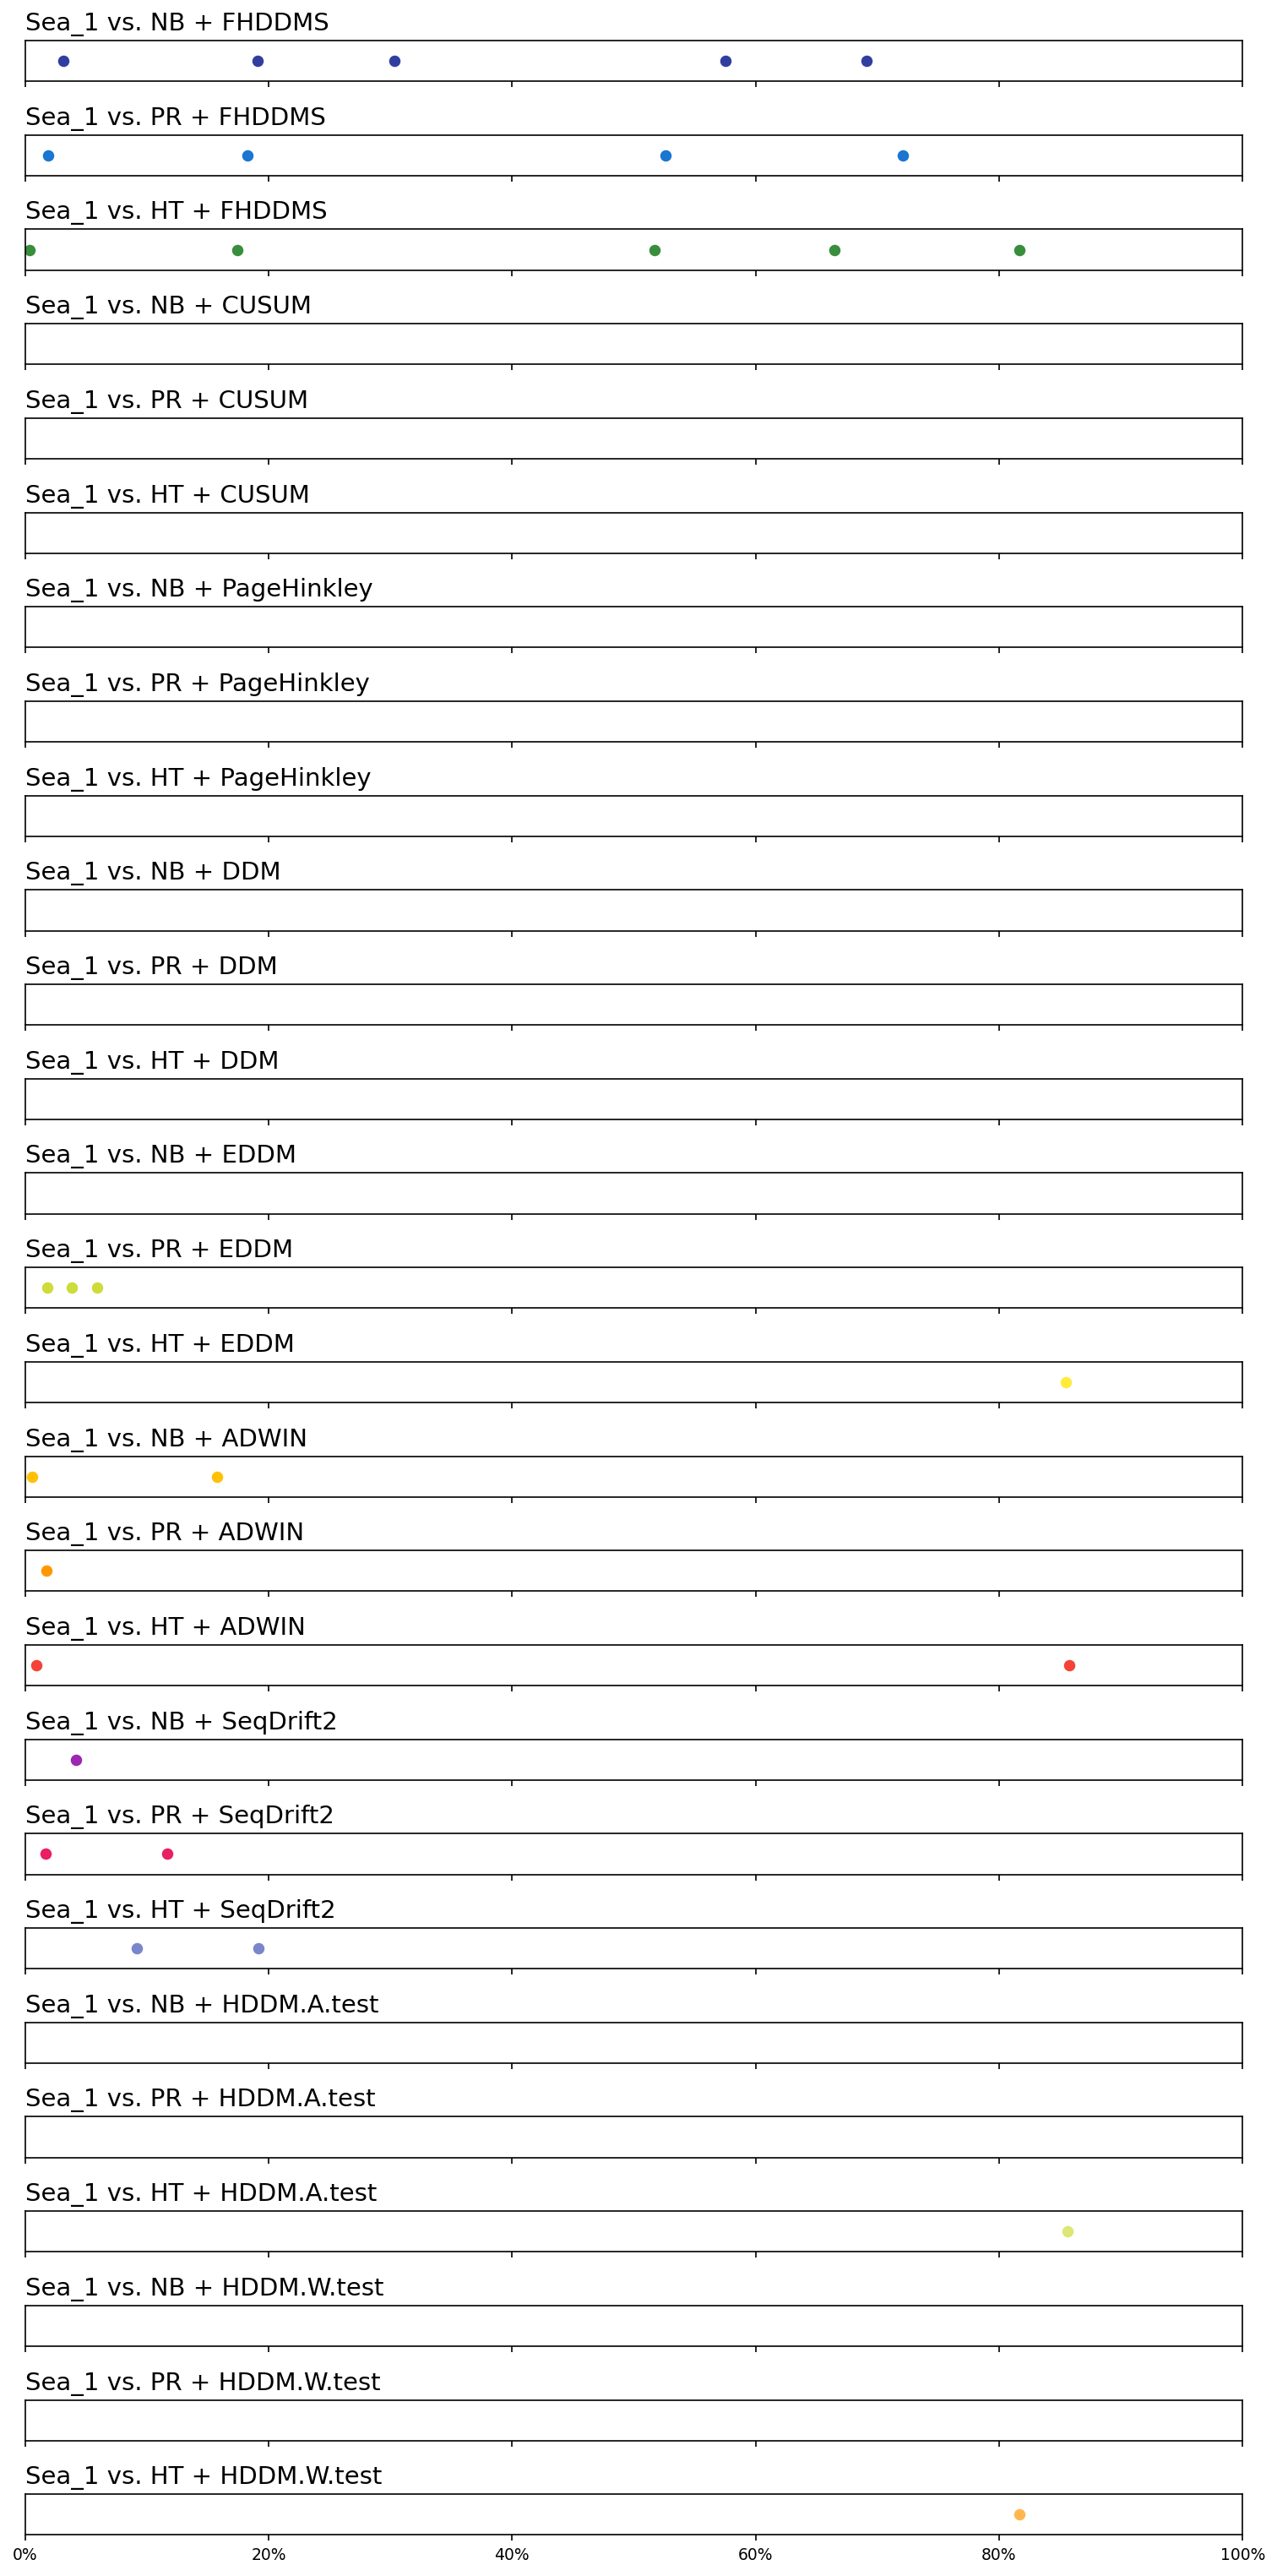 Sea_1 vs. NB + FHDDMS
Sea_1 vs. PR + FHDDMS
Sea_1 vs. HT + FHDDMS
Sea_1 vs. NB + CUSUM
Sea_1 vs. PR + CUSUM
Sea_1 vs. HT + CUSUM
Sea_1 vs. NB + PageHinkley
Sea_1 vs. PR + PageHinkley
Sea_1 vs. HT + PageHinkley
Sea_1 vs. NB + DDM
Sea_1 vs. PR + DDM
Sea_1 vs. HT + DDM
Sea_1 vs. NB + EDDM
Sea_1 vs. PR + EDDM
Sea_1 vs. HT + EDDM
Sea_1 vs. NB + ADWIN
Sea_1 vs. PR + ADWIN
Sea_1 vs. HT + ADWIN
Sea_1 vs. NB + SeqDrift2
Sea_1 vs. PR + SeqDrift2
Sea_1 vs. HT + SeqDrift2
Sea_1 vs. NB + HDDM.A.test
Sea_1 vs. PR + HDDM.A.test
Sea_1 vs. HT + HDDM.A.test
Sea_1 vs. NB + HDDM.W.test
Sea_1 vs. PR + HDDM.W.test
Sea_1 vs. HT + HDDM.W.test
0% 20% 40% 60% 80% 100%